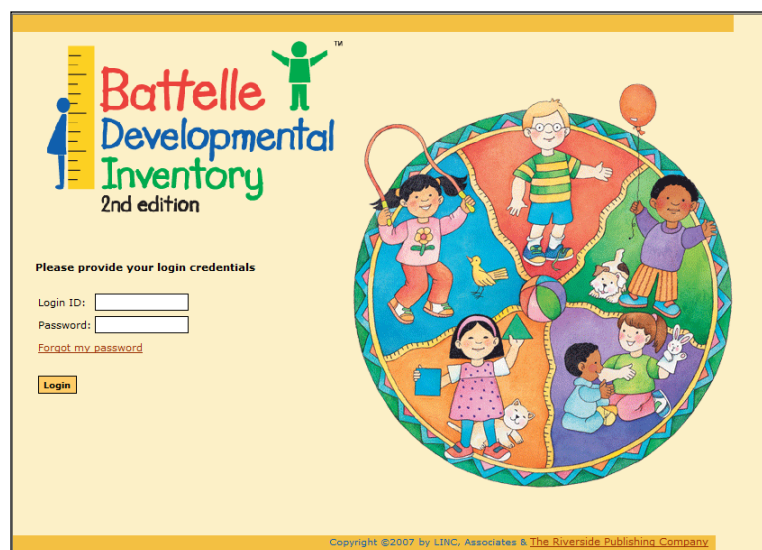 Battelle
Developmental
Inventory
2nd edition
TM
Please provide your login credentials
Login ID:
Password:
Forgot my password
Login
Copyright ©2007 by LINC, Associates & The Riverside Publishing Company